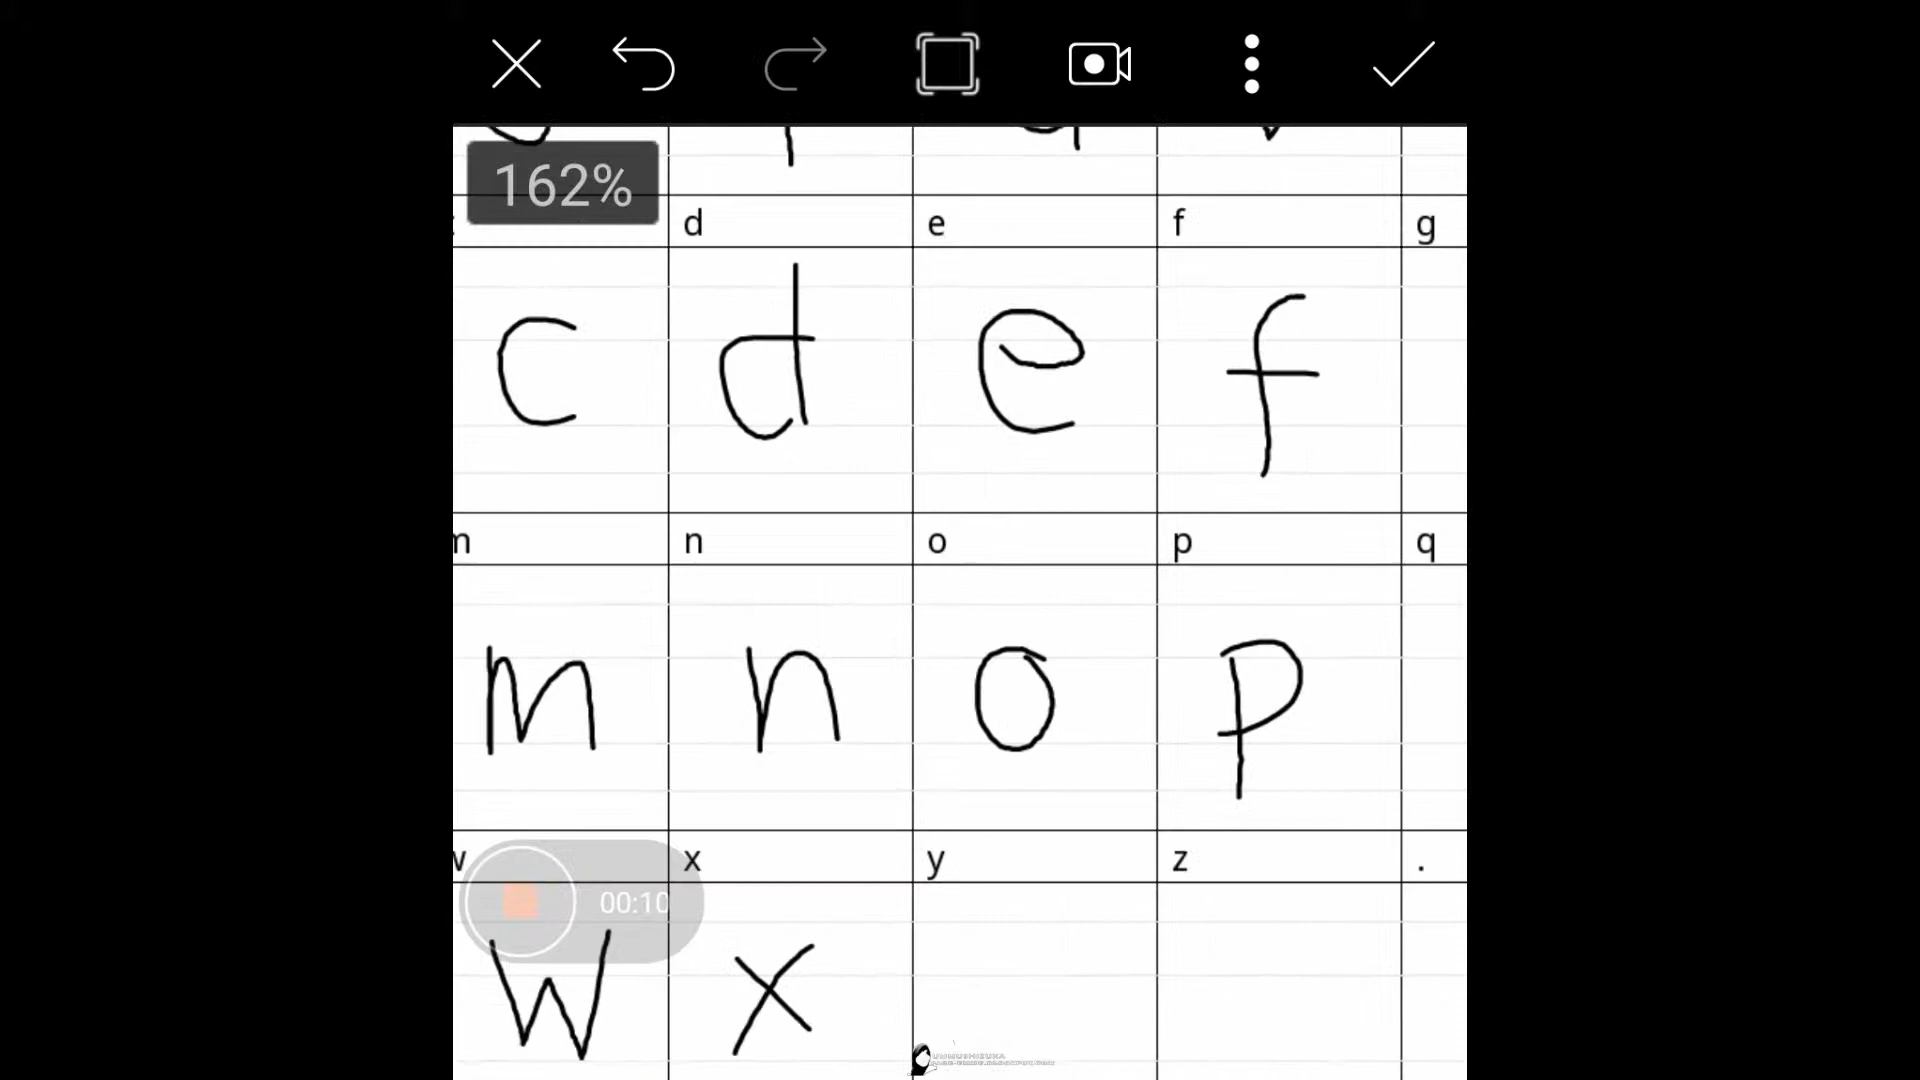 162%
d e f g
c d e f
m n o p q
m n o p
w x y z .
00:10
w x